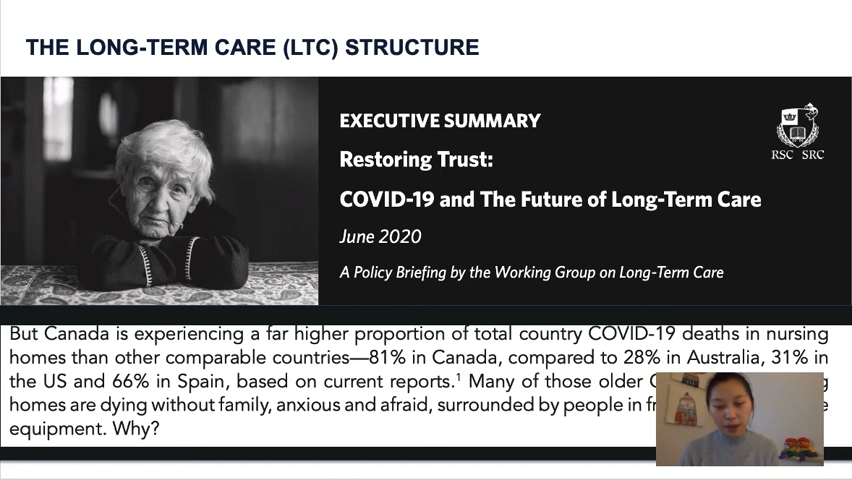 THE LONG-TERM CARE (LTC) STRUCTURE
EXECUTIVE SUMMARY
Restoring Trust:
COVID-19 and The Future of Long-Term Care
June 2020
A Policy Briefing by the Working Group on Long-Term Care
RSC SRC
But Canada is experiencing a far higher proportion of total country COVID-19 deaths in nursing
homes than other comparable countries—81% in Canada, compared to 28% in Australia, 31% in
the US and 66% in Spain, based on current reports.1 Many of those older
homes are dying without family, anxious and afraid, surrounded by people in
equipment. Why?